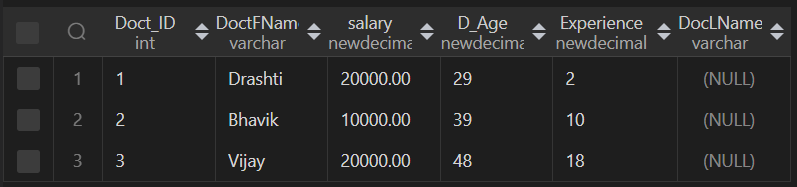 Doct_ID DoctFName salary D_Age Experience DocLName
int varchar newdecima newdecima newdecimal varchar
1 1 Drashti 20000.00 29 2 (NULL)
2 2 Bhavik 10000.00 39 10 (NULL)
3 3 Vijay 20000.00 48 18 (NULL)